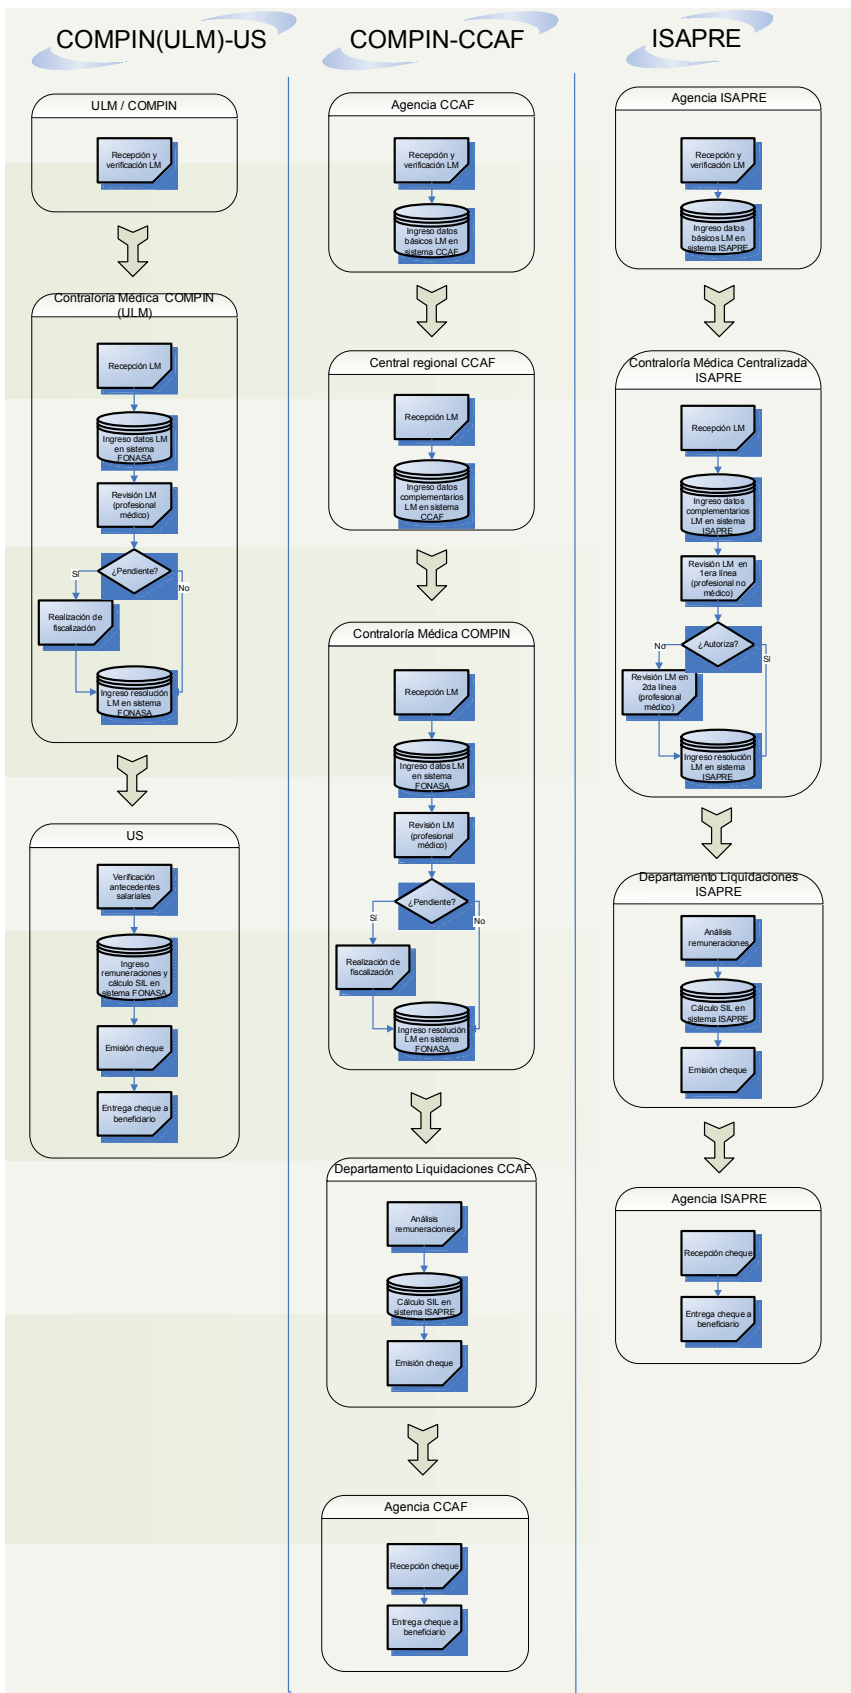 COMPIN(ULM)-US
ULM / COMPIN
Recepción y
verificación LM
Contraloría Médica COMPIN
(ULM)
Recepción LM
Ingreso datos LM
en sistema
FONASA
Revisión LM
(profesional
médico)
¿Pendiente?
Sí
No
Realización de
fiscalización
Ingreso resolución
LM en sistema
FONASA
US
Verificación
antecedentes
salariales
Ingreso
remuneraciones y
cálculo SIL en
sistema FONASA
Emisión cheque
Entrega cheque a
beneficiario
COMPIN-CCAF
Agencia CCAF
Recepción y
verificación LM
Ingreso datos
básicos LM en
sistema CCAF
Central regional CCAF
Recepción LM
Ingreso datos
complementarios
LM en sistema
CCAF
Contraloría Médica COMPIN
Recepción LM
Ingreso datos LM
en sistema
FONASA
Revisión LM
(profesional
médico)
¿Pendiente?
Sí
No
Realización de
fiscalización
Ingreso resolución
LM en sistema
FONASA
Departamento Liquidaciones CCAF
Análisis
remuneraciones
Cálculo SIL en
sistema ISAPRE
Emisión cheque
Agencia CCAF
Recepción cheque
Entrega cheque a
beneficiario
ISAPRE
Agencia ISAPRE
Recepción y
verificación LM
Ingreso datos
básicos LM en
sistema ISAPRE
Contraloría Médica Centralizada
ISAPRE
Recepción LM
Ingreso datos
complementarios
LM en sistema
ISAPRE
Revisión LM en
1era línea
(profesional no
médico)
¿Autoriza?
No
Sí
Revisión LM en
2da línea
(profesional
médico)
Ingreso resolución
LM en sistema
ISAPRE
Departamento Liquidaciones
ISAPRE
Análisis
remuneraciones
Cálculo SIL en
sistema ISAPRE
Emisión cheque
Agencia ISAPRE
Recepción cheque
Entrega cheque a
beneficiario